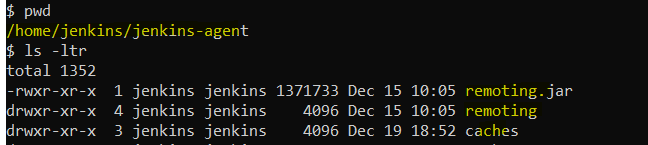 $ pwd
/home/jenkins/jenkins-agent
$ ls -ltr
total 1352
-rwxr-xr-x  1 jenkins jenkins 1371733 Dec 15 10:05 remoting.jar
drwxr-xr-x  4 jenkins jenkins    4096 Dec 15 10:05 remoting
drwxr-xr-x  3 jenkins jenkins    4096 Dec 19 18:52 caches